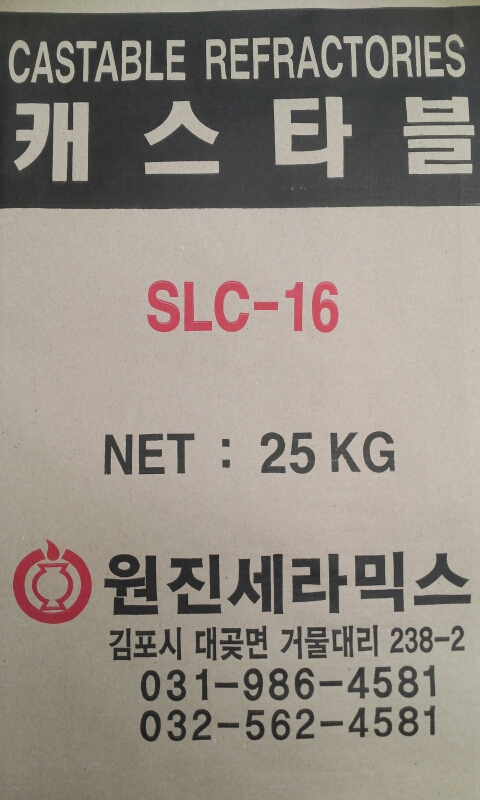 CASTABLE REFRACTORIES
캐스타블
SLC-16
NET : 25 KG
원진세라믹스
김포시 대곶면 거물대리 238-2
031-986-4581
032-562-4581